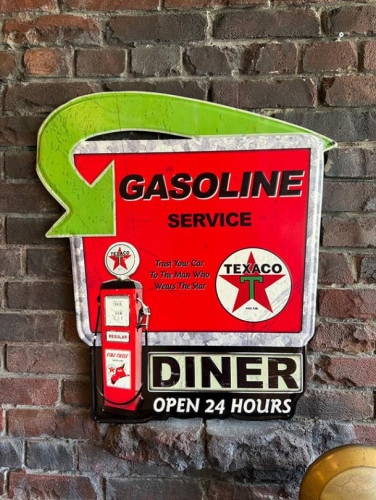 GASOLINE
SERVICE
Trust Your Car
To The Man Who
Wears The Star
TEXACO
T
TEXACO
T
REGULAR
FIRE CHIEF
DINER
OPEN 24 HOURS